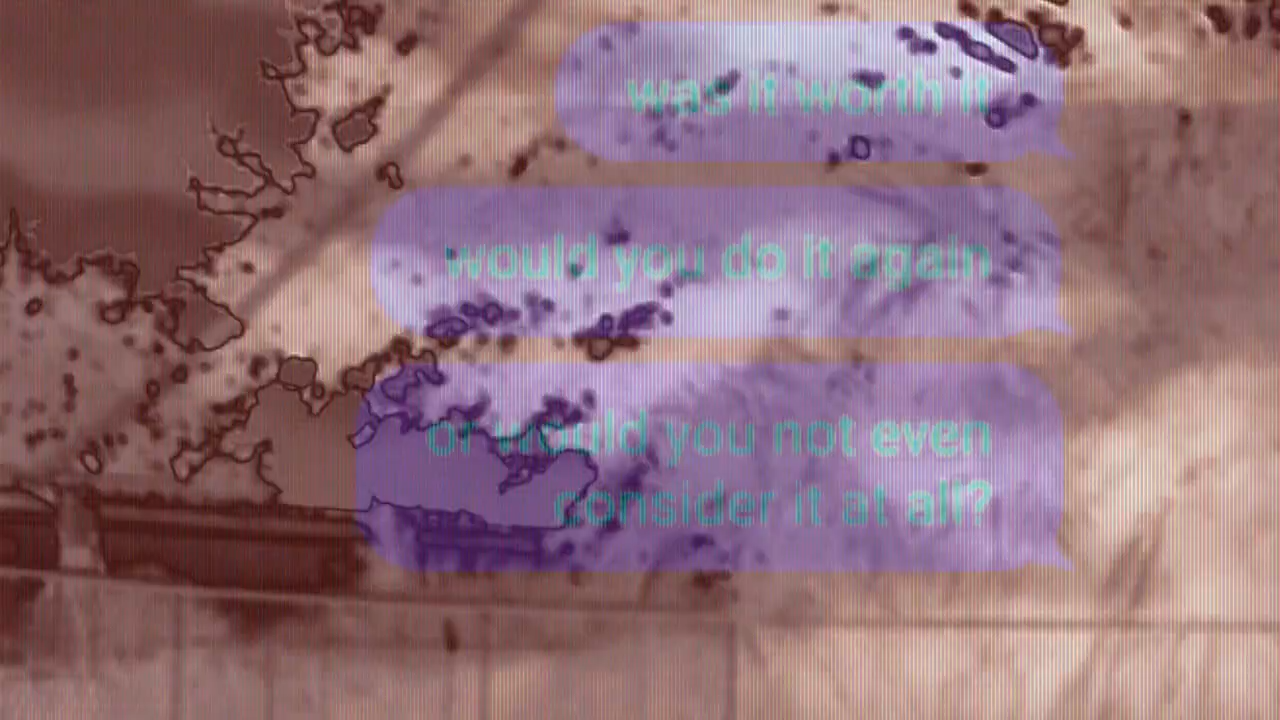 was it worth it
would you do it again
or would you not even
consider it at all?